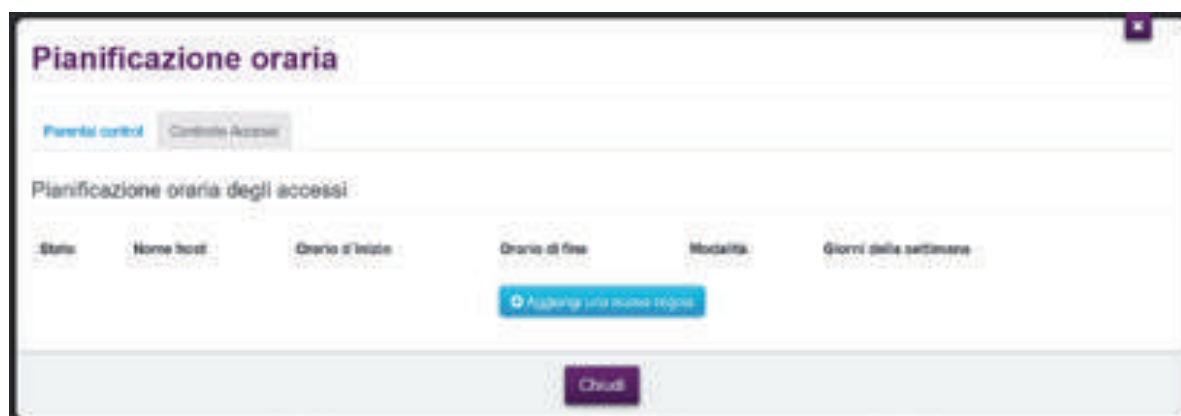 Pianificazione oraria
Parental control Controllo Accessi
Pianificazione oraria degli accessi
Stato Nome host Orario d'inizio Orario di fine Modalità Giorni della settimana
Aggiungi una nuova regola
Chiudi